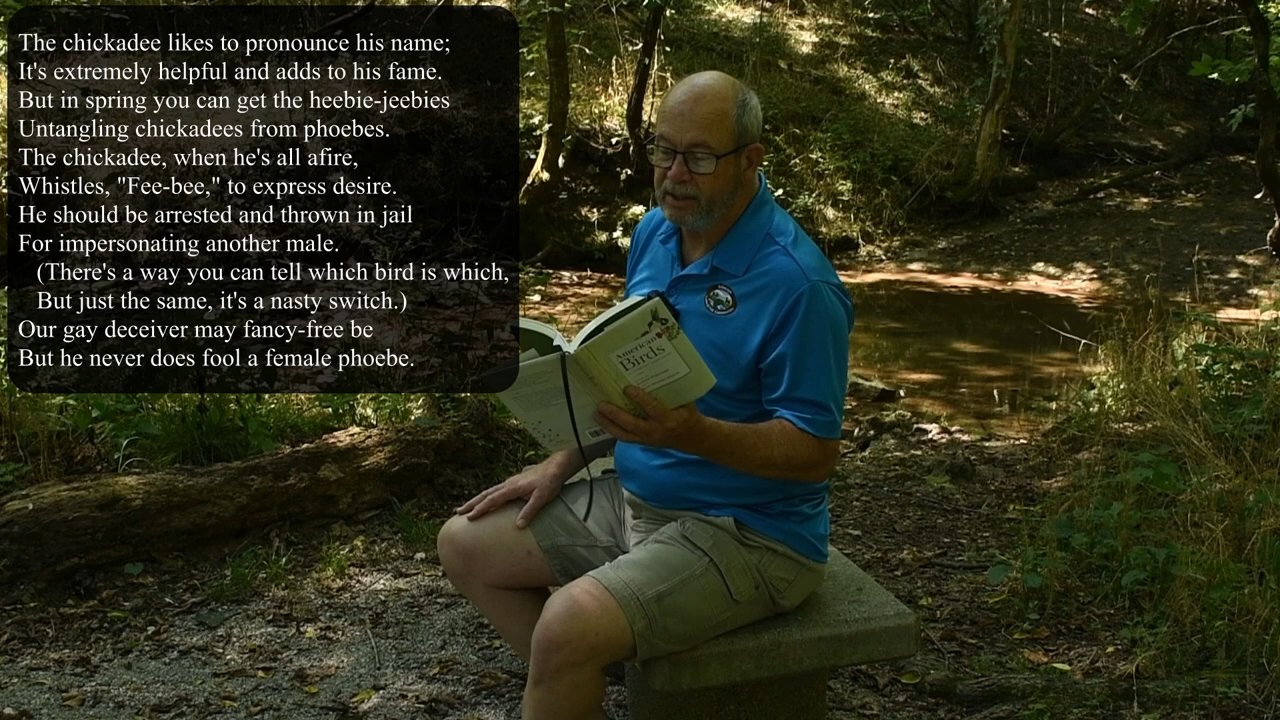 The chickadee likes to pronounce his name;
It's extremely helpful and adds to his fame.
But in spring you can get the heebie-jeebies
Untangling chickadees from phoebes.
The chickadee, when he's all afire,
Whistles, "Fee-bee," to express desire.
He should be arrested and thrown in jail
For impersonating another male.
(There's a way you can tell which bird is which,
But just the same, it's a nasty switch.)
Our gay deceiver may fancy-free be
But he never does fool a female phoebe.
American
Birds